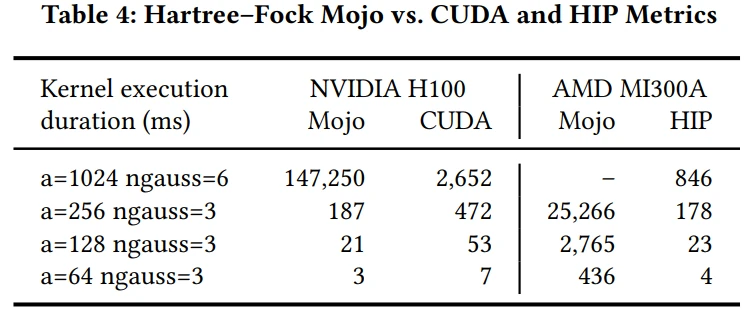 Table 4: Hartree–Fock Mojo vs. CUDA and HIP Metrics
Kernel execution NVIDIA H100 AMD MI300A
duration (ms) Mojo CUDA Mojo HIP
a=1024 ngauss=6 147,250 2,652 – 846
a=256 ngauss=3 187 472 25,266 178
a=128 ngauss=3 21 53 2,765 23
a=64 ngauss=3 3 7 436 4